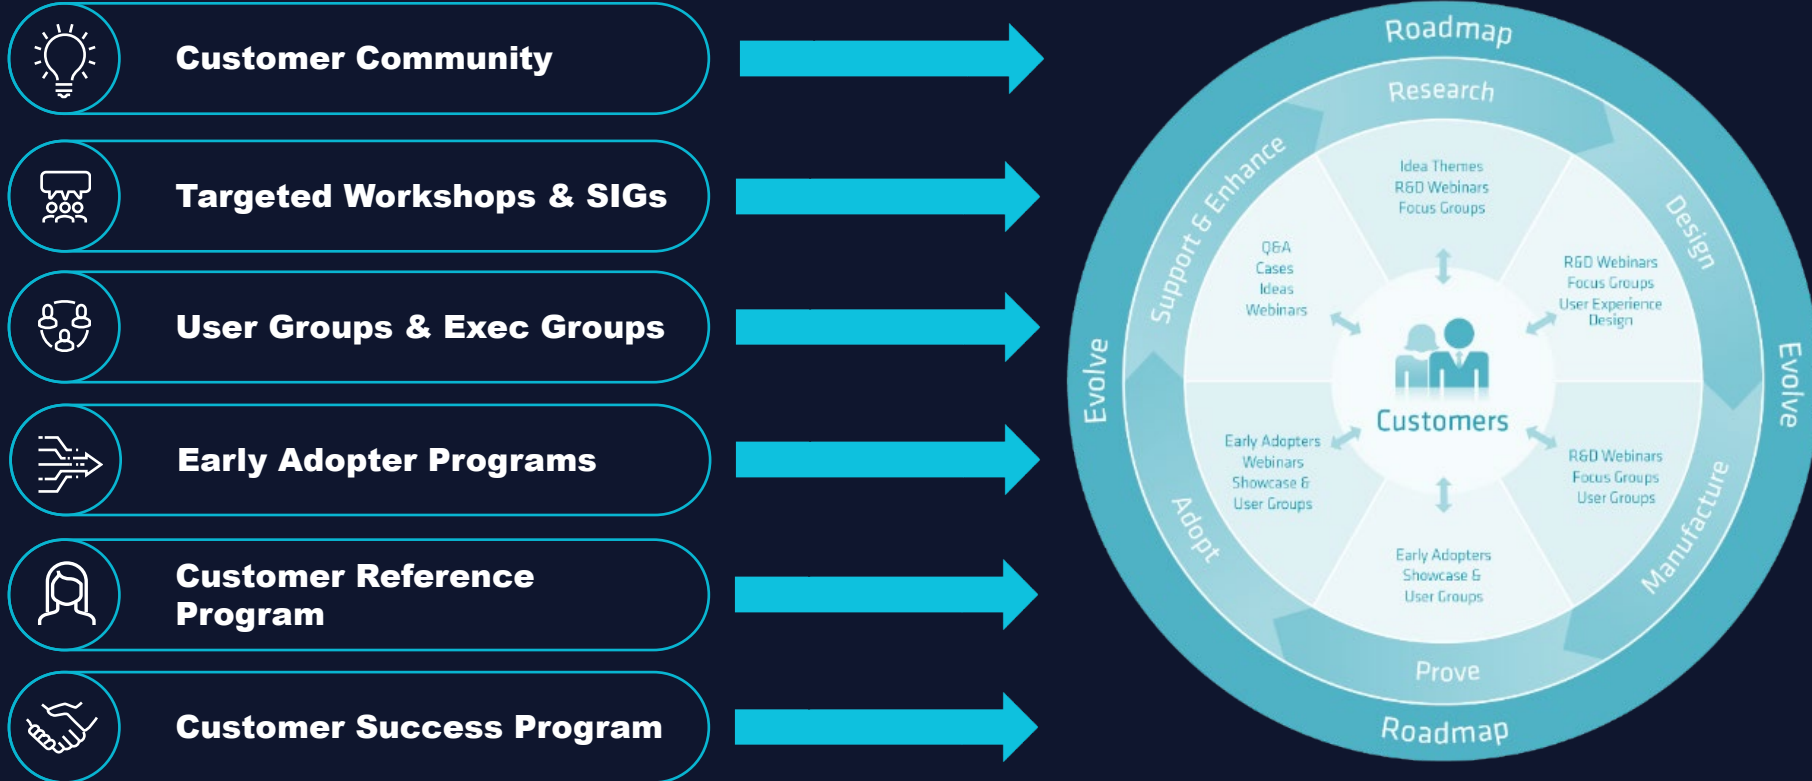 Customer Community
Targeted Workshops & SIGs
User Groups & Exec Groups
Early Adopter Programs
Customer Reference
Program
Customer Success Program
Roadmap
Evolve
Evolve
Roadmap
Research
Design
Manufacture
Prove
Adopt
Support & Enhance
Idea Themes
R&D Webinars
Focus Groups
R&D Webinars
Focus Groups
User Experience
Design
R&D Webinars
Focus Groups
User Groups
Early Adopters
Showcase &
User Groups
Early Adopters
Webinars
Showcase &
User Groups
Q&A
Cases
Ideas
Webinars
Customers